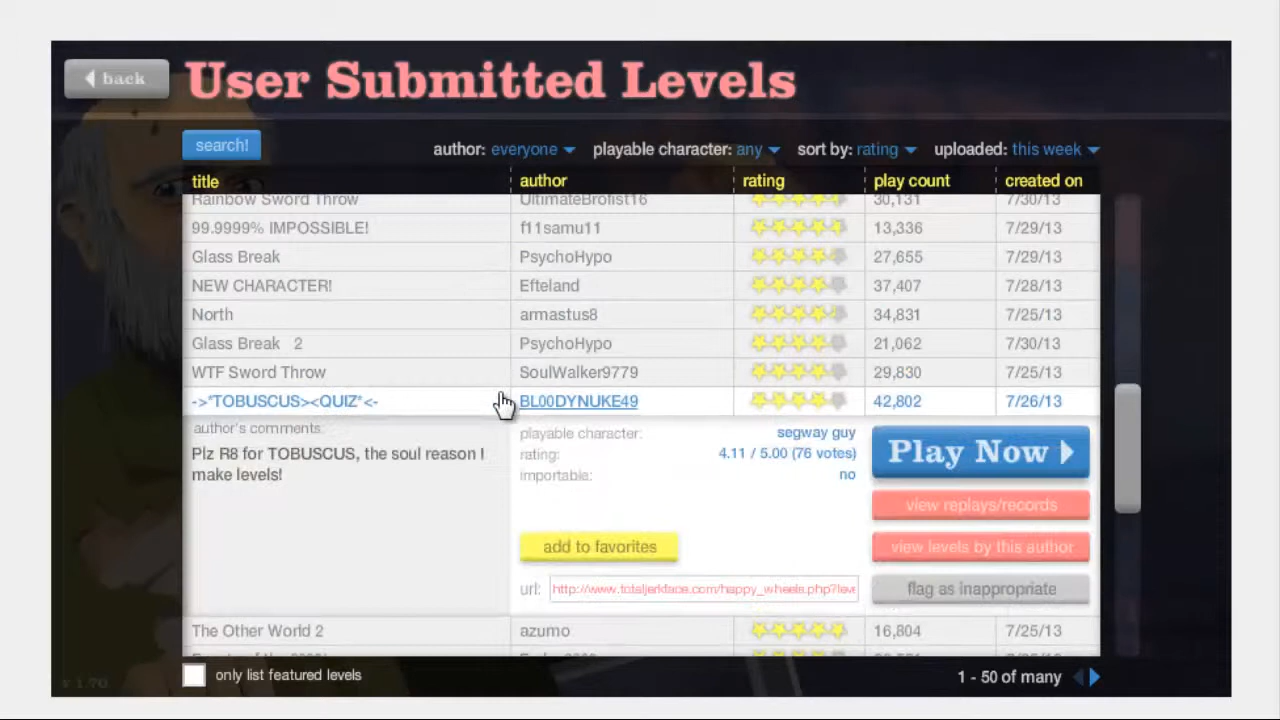 back
User Submitted Levels
search!
author: everyone playable character: any sort by: rating uploaded: this week
title author rating play count created on
Rainbow Sword Throw UltimateBrofist16 30,131 7/30/13
99.9999% IMPOSSIBLE! f11samu11 13,336 7/29/13
Glass Break PsychoHypo 27,655 7/29/13
NEW CHARACTER! Efteland 37,407 7/28/13
North armastus8 34,831 7/25/13
Glass Break 2 PsychoHypo 21,062 7/30/13
WTF Sword Throw SoulWalker9779 29,830 7/25/13
->*TOBUSCUS><QUIZ*<- BL00DYNUKE49 42,802 7/26/13
author's comments:
Plz R8 for TOBUSCUS, the soul reason I
make levels!
playable character: segway guy
rating: 4.11 / 5.00 (76 votes)
importable: no
add to favorites
url: http://www.totaljerkface.com/happy_wheels.php?leve
Play Now
view replays/records
view levels by this author
flag as inappropriate
The Other World 2 azumo 16,804 7/25/13
only list featured levels
1 - 50 of many
v 1.70